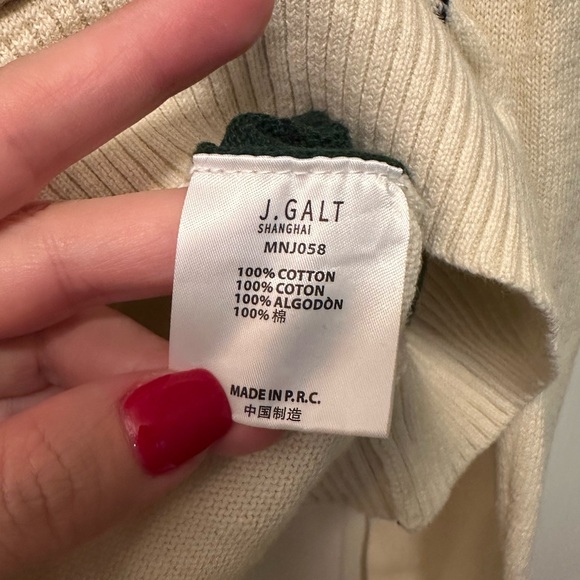 J.GALT
SHANGHAI
MNJ058
100% COTTON
100% COTON
100% ALGODÒN
100% 棉
MADE IN P.R.C.
中国制造